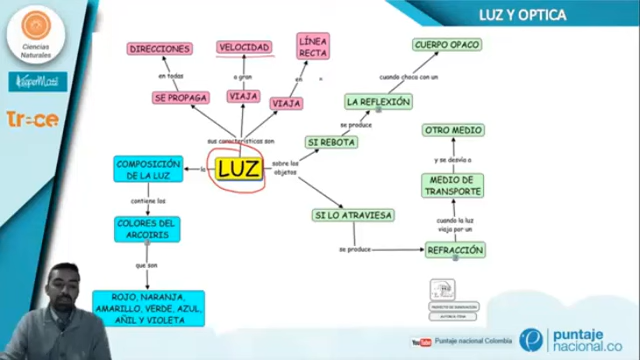 LUZ Y OPTICA
Ciencias
Naturales
DIRECCIONES
VELOCIDAD
LÍNEA
RECTA
CUERPO OPACO
en todas
a gran
en
cuando choca con un
SE PROPAGA
VIAJA
VIAJA
LA REFLEXIÓN
se produce
sus características son
SI REBOTA
OTRO MEDIO
y se desvía a
COMPOSICIÓN
DE LA LUZ
la
LUZ
sobre los
objetos
MEDIO DE
TRANSPORTE
contiene los
SI LO ATRAVIESA
cuando la luz
viaja por un
COLORES DEL
ARCOIRIS
se produce
REFRACCIÓN
que son
ROJO, NARANJA,
AMARILLO, VERDE, AZUL,
AÑIL Y VIOLETA
YouTube
Puntaje nacional Colombia
puntaje
nacional.co